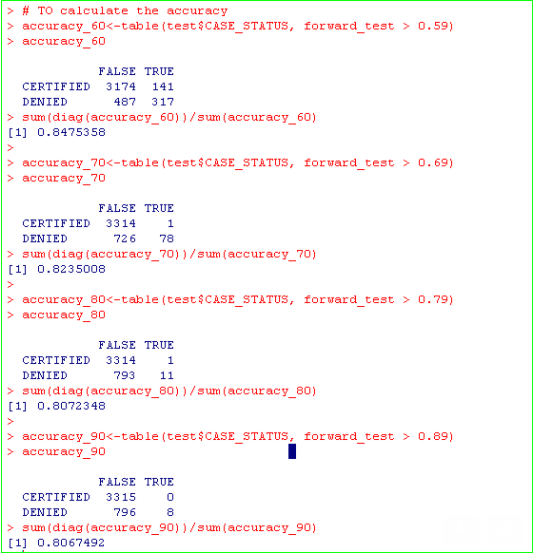 > # TO calculate the accuracy
> accuracy_60<-table(test$CASE_STATUS, forward_test > 0.59)
> accuracy_60
FALSE TRUE
CERTIFIED 3174 141
DENIED 487 317
> sum(diag(accuracy_60))/sum(accuracy_60)
[1] 0.8475358
>
> accuracy_70<-table(test$CASE_STATUS, forward_test > 0.69)
> accuracy_70
FALSE TRUE
CERTIFIED 3314 1
DENIED 726 78
> sum(diag(accuracy_70))/sum(accuracy_70)
[1] 0.8235008
>
> accuracy_80<-table(test$CASE_STATUS, forward_test > 0.79)
> accuracy_80
FALSE TRUE
CERTIFIED 3314 1
DENIED 793 11
> sum(diag(accuracy_80))/sum(accuracy_80)
[1] 0.8072348
>
> accuracy_90<-table(test$CASE_STATUS, forward_test > 0.89)
> accuracy_90
FALSE TRUE
CERTIFIED 3315 0
DENIED 796 8
> sum(diag(accuracy_90))/sum(accuracy_90)
[1] 0.8067492